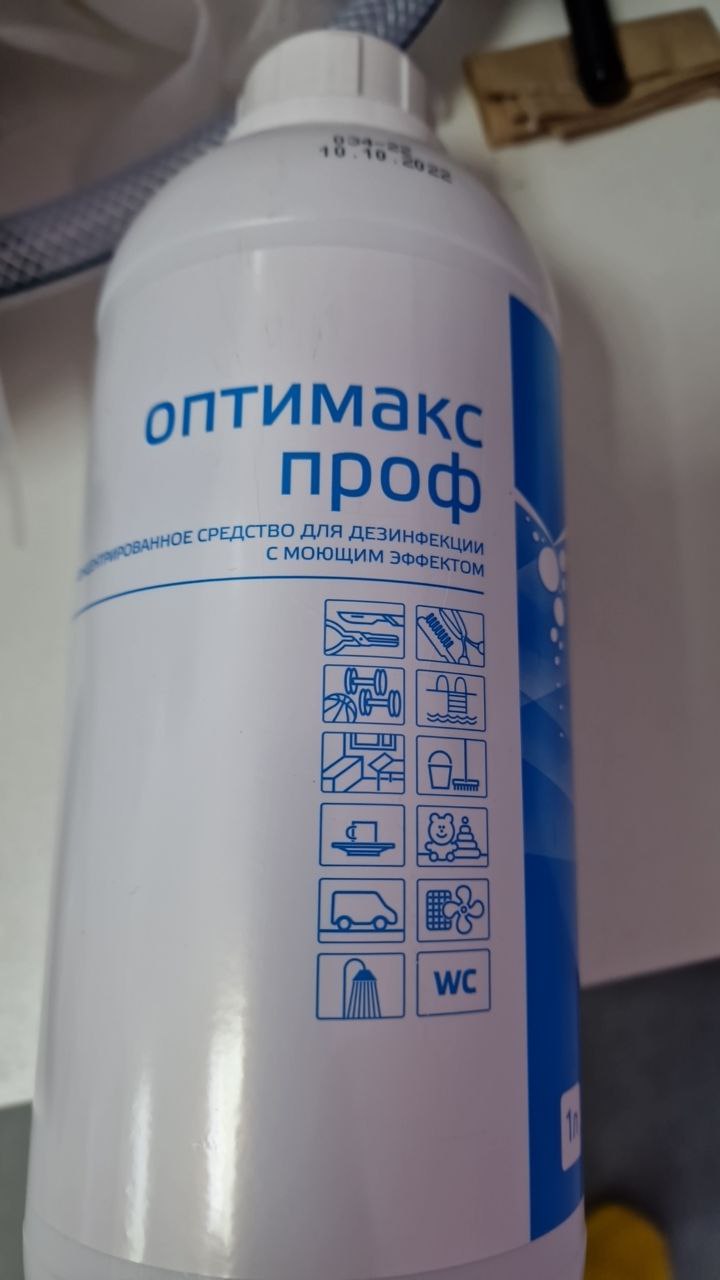 034-22
10.10.2022
оптимакс
проф
СРЕДСТВО ДЛЯ ДЕЗИНФЕКЦИИ
С МОЮЩИМ ЭФФЕКТОМ
WC
1л